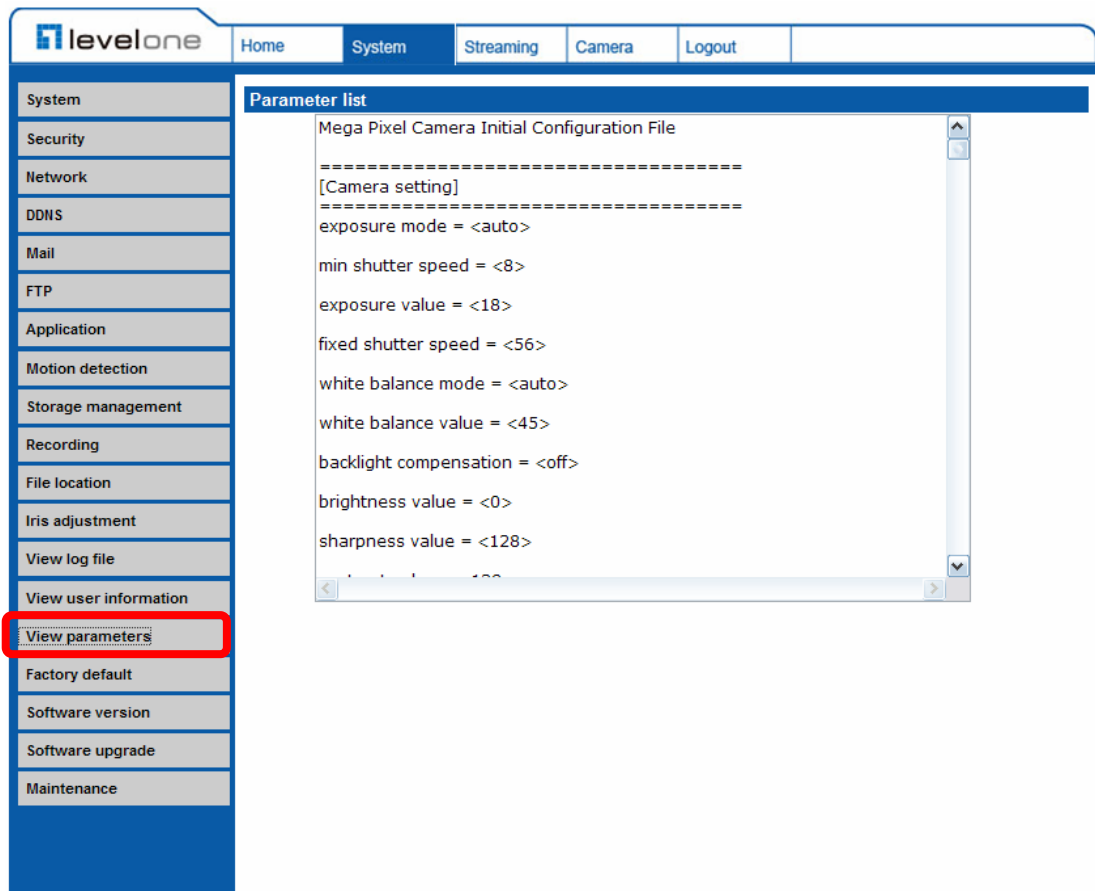 levelone
Home
System
Streaming
Camera
Logout
System
Security
Network
DDNS
Mail
FTP
Application
Motion detection
Storage management
Recording
File location
Iris adjustment
View log file
View user information
View parameters
Factory default
Software version
Software upgrade
Maintenance
Parameter list
Mega Pixel Camera Initial Configuration File
====================================
[Camera setting]
====================================
exposure mode = <auto>
min shutter speed = <8>
exposure value = <18>
fixed shutter speed = <56>
white balance mode = <auto>
white balance value = <45>
backlight compensation = <off>
brightness value = <0>
sharpness value = <128>